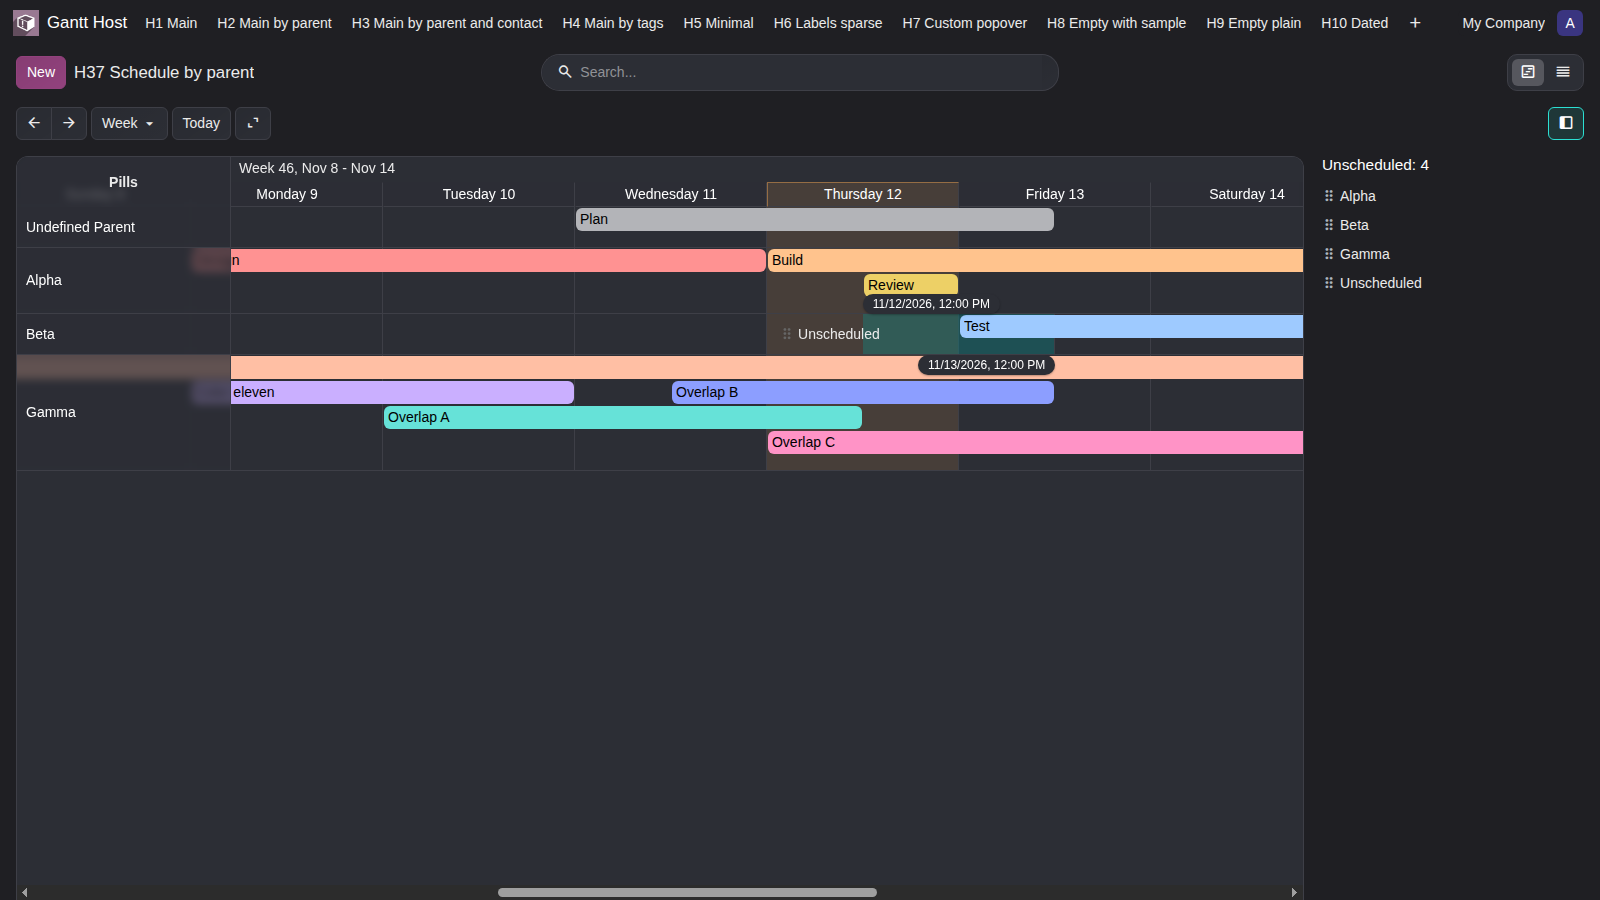 Gantt Host H1 Main H2 Main by parent H3 Main by parent and contact H4 Main by tags H5 Minimal H6 Labels sparse H7 Custom popover H8 Empty with sample H9 Empty plain H10 Dated + My Company A
New H37 Schedule by parent Search...
Week Today
Week 46, Nov 8 - Nov 14
Pills
Monday 9 Tuesday 10 Wednesday 11 Thursday 12 Friday 13 Saturday 14
Undefined Parent Plan
Alpha n Build
Review
11/12/2026, 12:00 PM
Beta Unscheduled Test
11/13/2026, 12:00 PM
Gamma eleven Overlap B
Overlap A
Overlap C
Unscheduled: 4
Alpha
Beta
Gamma
Unscheduled